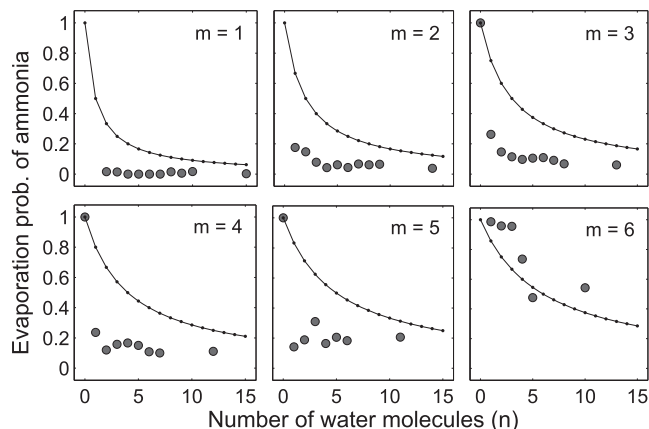 Evaporation prob. of ammonia
1
0.8
0.6
0.4
0.2
0
m = 1
m = 2
m = 3
1
0.8
0.6
0.4
0.2
0
m = 4
m = 5
m = 6
0 5 10 15 0 5 10 15 0 5 10 15
Number of water molecules (n)